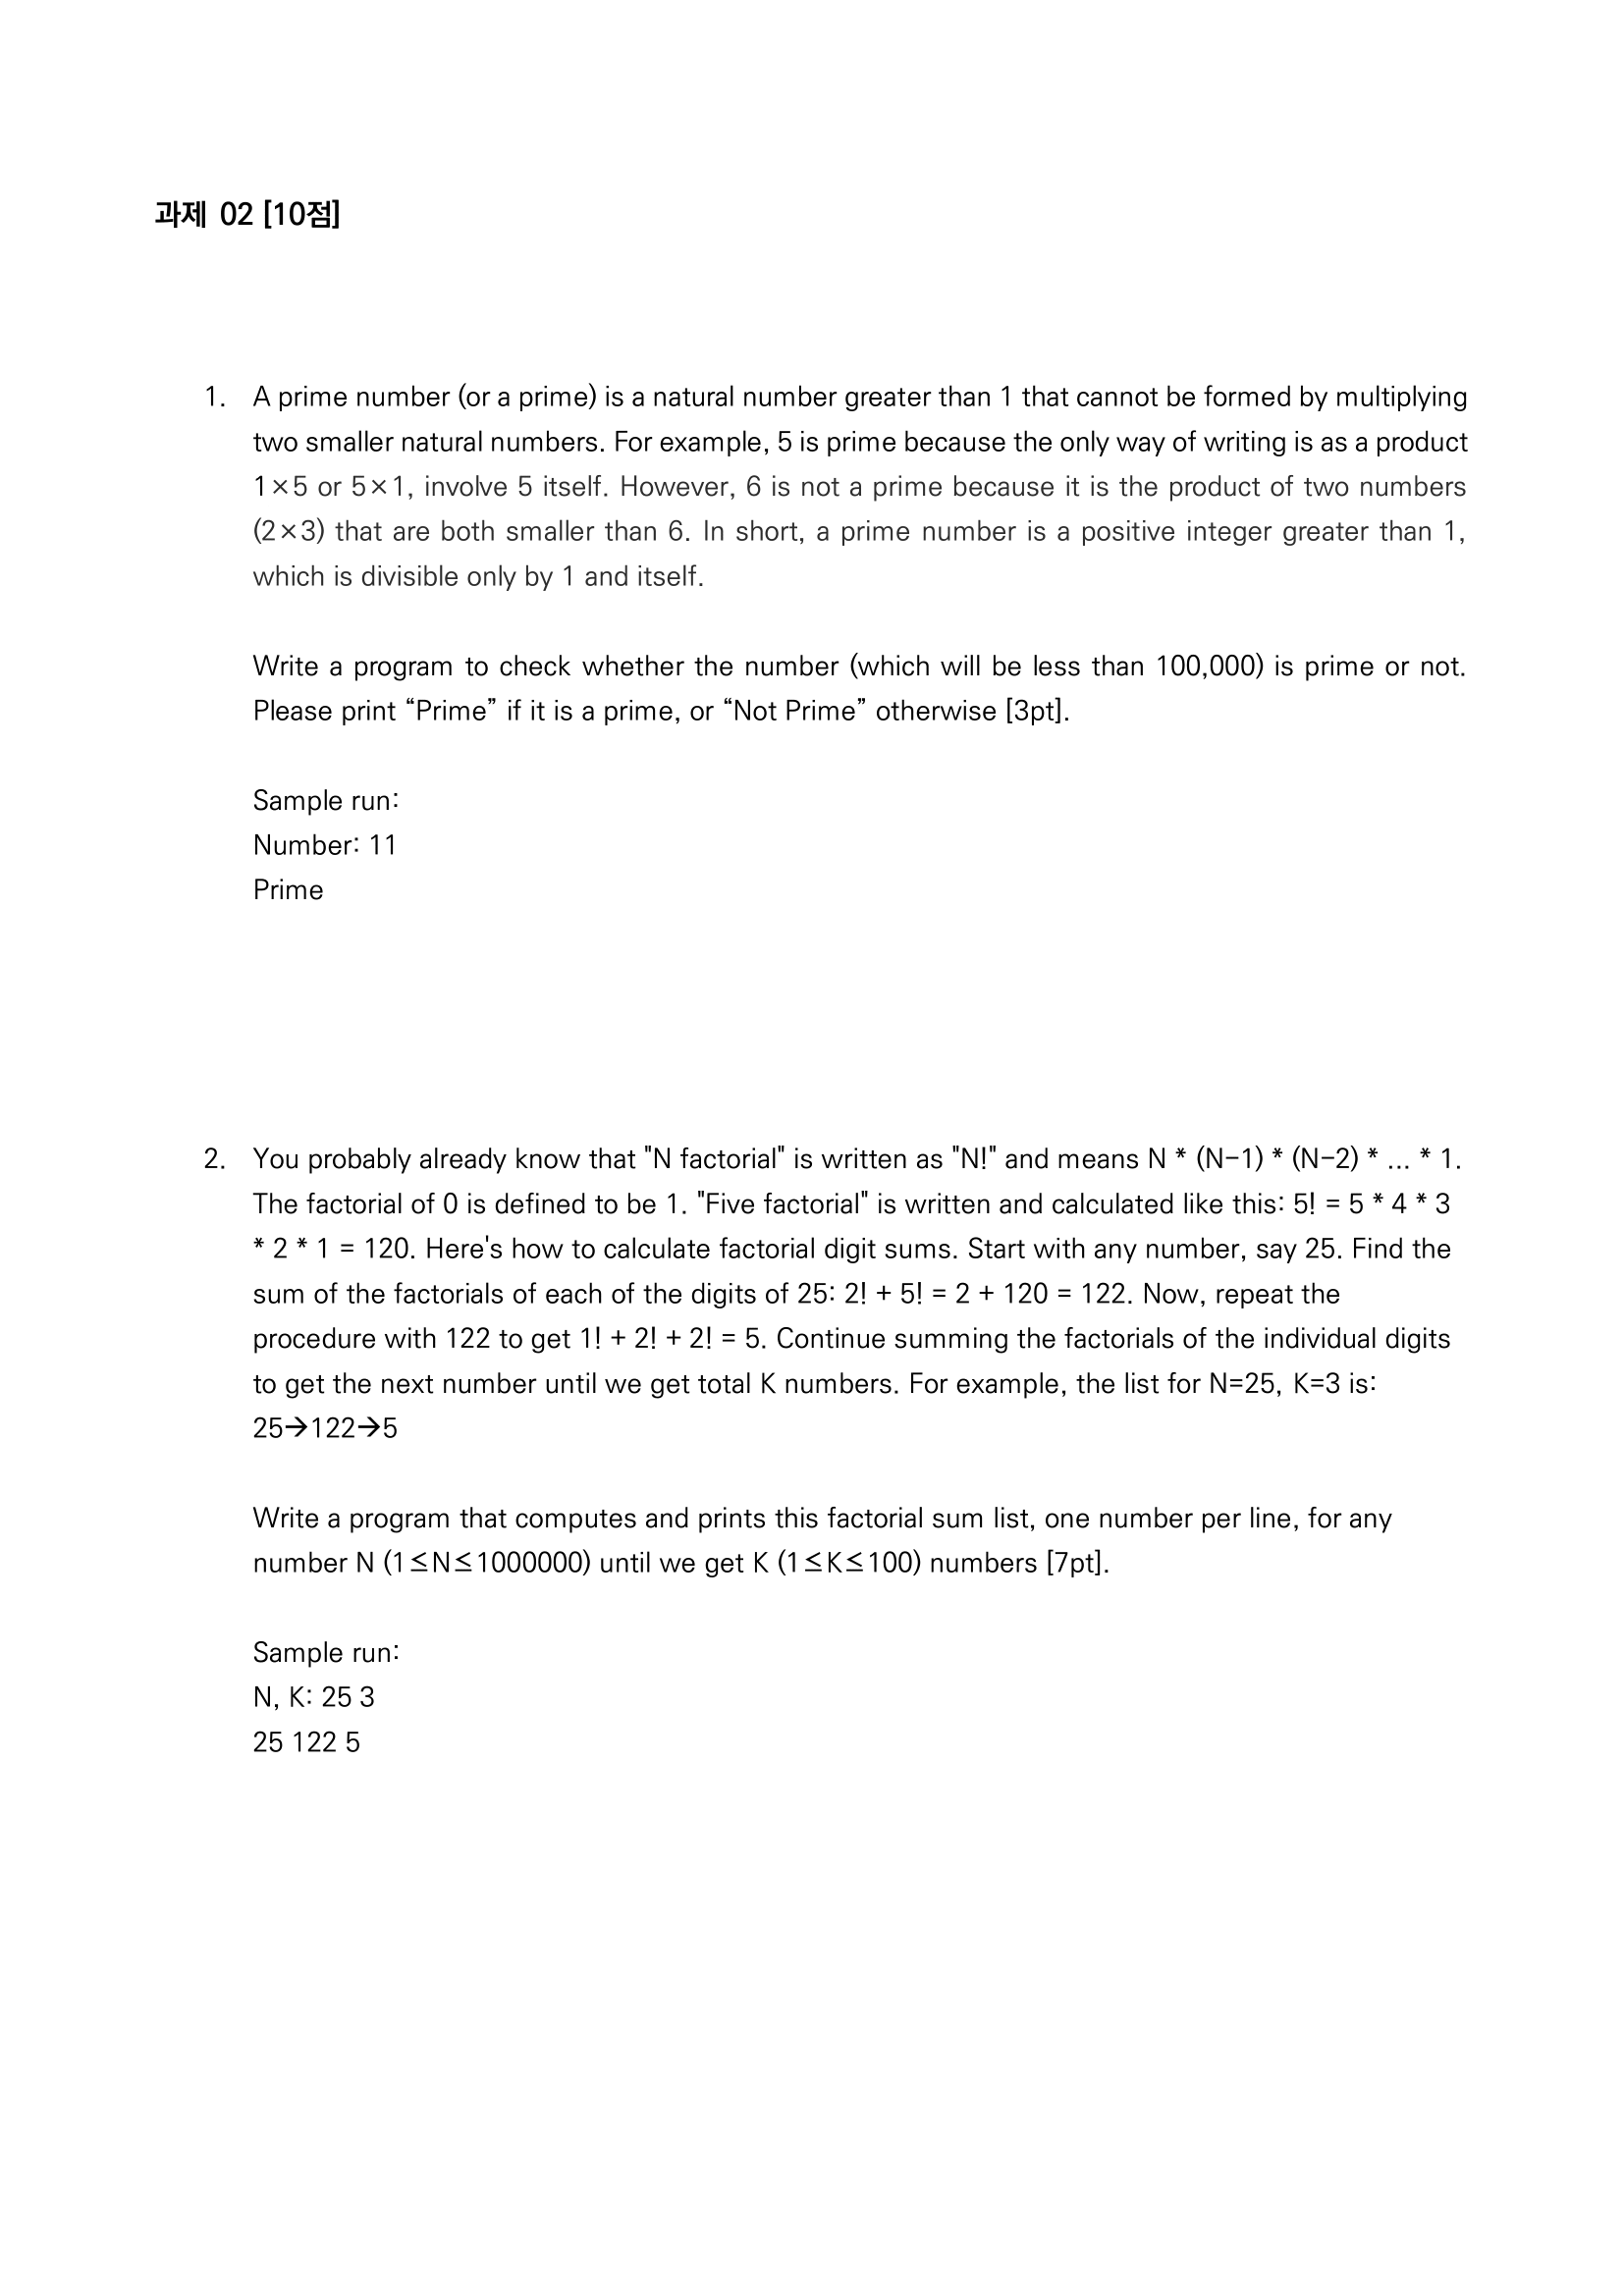 과제 02 [10점]
1. A prime number (or a prime) is a natural number greater than 1 that cannot be formed by multiplying
two smaller natural numbers. For example, 5 is prime because the only way of writing is as a product
1×5 or 5×1, involve 5 itself. However, 6 is not a prime because it is the product of two numbers
(2×3) that are both smaller than 6. In short, a prime number is a positive integer greater than 1,
which is divisible only by 1 and itself.
Write a program to check whether the number (which will be less than 100,000) is prime or not.
Please print “Prime” if it is a prime, or “Not Prime” otherwise [3pt].
Sample run:
Number: 11
Prime
2. You probably already know that "N factorial" is written as "N!" and means N * (N-1) * (N-2) * ... * 1.
The factorial of 0 is defined to be 1. "Five factorial" is written and calculated like this: 5! = 5 * 4 * 3
* 2 * 1 = 120. Here's how to calculate factorial digit sums. Start with any number, say 25. Find the
sum of the factorials of each of the digits of 25: 2! + 5! = 2 + 120 = 122. Now, repeat the
procedure with 122 to get 1! + 2! + 2! = 5. Continue summing the factorials of the individual digits
to get the next number until we get total K numbers. For example, the list for N=25, K=3 is:
25→122→5
Write a program that computes and prints this factorial sum list, one number per line, for any
number N (1≤N≤1000000) until we get K (1≤K≤100) numbers [7pt].
Sample run:
N, K: 25 3
25 122 5